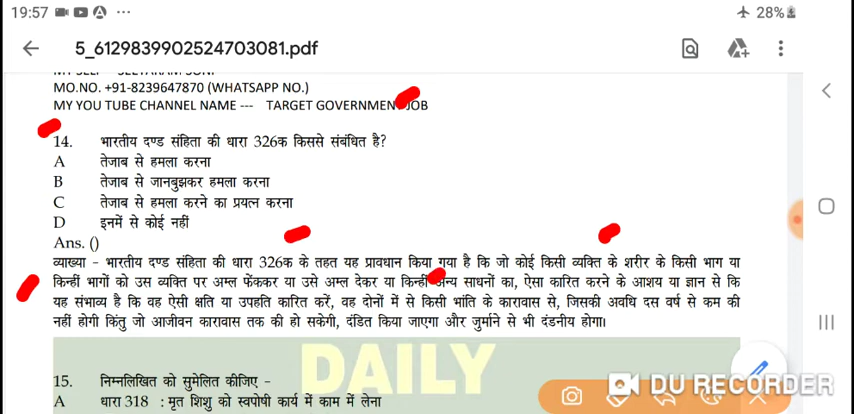 19:57
28%
5_6129839902524703081.pdf
MY SELF - SEETARAM SONI
MO.NO. +91-8239647870 (WHATSAPP NO.)
MY YOU TUBE CHANNEL NAME --- TARGET GOVERNMENT JOB
14. भारतीय दण्ड संहिता की धारा 326क किससे संबंधित है?
A तेजाब से हमला करना
B तेजाब से जानबुझकर हमला करना
C तेजाब से हमला करने का प्रयत्न करना
D इनमें से कोई नहीं
Ans. ()
व्याख्या - भारतीय दण्ड संहिता की धारा 326क के तहत यह प्रावधान किया गया है कि जो कोई किसी व्यक्ति के शरीर के किसी भाग या
किन्हीं भागों को उस व्यक्ति पर अम्ल फेंककर या उसे अम्ल देकर या किन्हीं अन्य साधनों का, ऐसा कारित करने के आशय या ज्ञान से कि
यह संभाव्य है कि वह ऐसी क्षति या उपहति कारित करें, वह दोनों में से किसी भांति के कारावास से, जिसकी अवधि दस वर्ष से कम की
नहीं होगी किंतु जो आजीवन कारावास तक की हो सकेगी, दंडित किया जाएगा और जुर्माने से भी दंडनीय होगा।
DAILY
15. निम्नलिखित को सुमेलित कीजिए -
A धारा 318 : मृत शिशु को स्वपोषी कार्य में काम में लेना
DU RECORDER